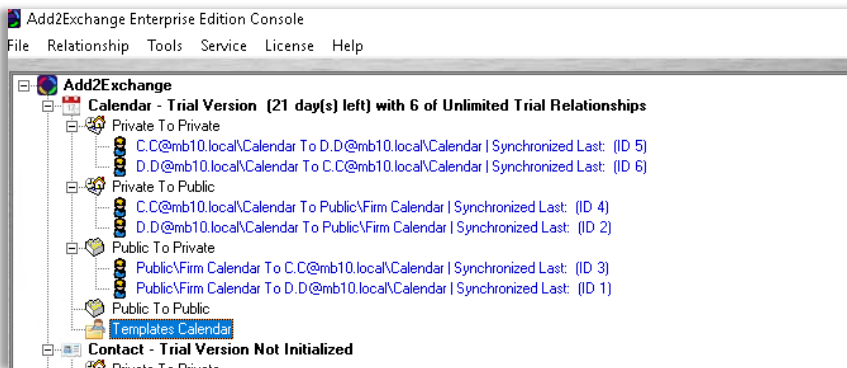 Add2Exchange Enterprise Edition Console
File Relationship Tools Service License Help
Add2Exchange
Calendar - Trial Version (21 day(s) left) with 6 of Unlimited Trial Relationships
Private To Private
C.C@mb10.local\Calendar To D.D@mb10.local\Calendar | Synchronized Last: (ID 5)
D.D@mb10.local\Calendar To C.C@mb10.local\Calendar | Synchronized Last: (ID 6)
Private To Public
C.C@mb10.local\Calendar To Public\Firm Calendar | Synchronized Last: (ID 4)
D.D@mb10.local\Calendar To Public\Firm Calendar | Synchronized Last: (ID 2)
Public To Private
Public\Firm Calendar To C.C@mb10.local\Calendar | Synchronized Last: (ID 3)
Public\Firm Calendar To D.D@mb10.local\Calendar | Synchronized Last: (ID 1)
Public To Public
Templates Calendar
Contact - Trial Version Not Initialized
Private To Private